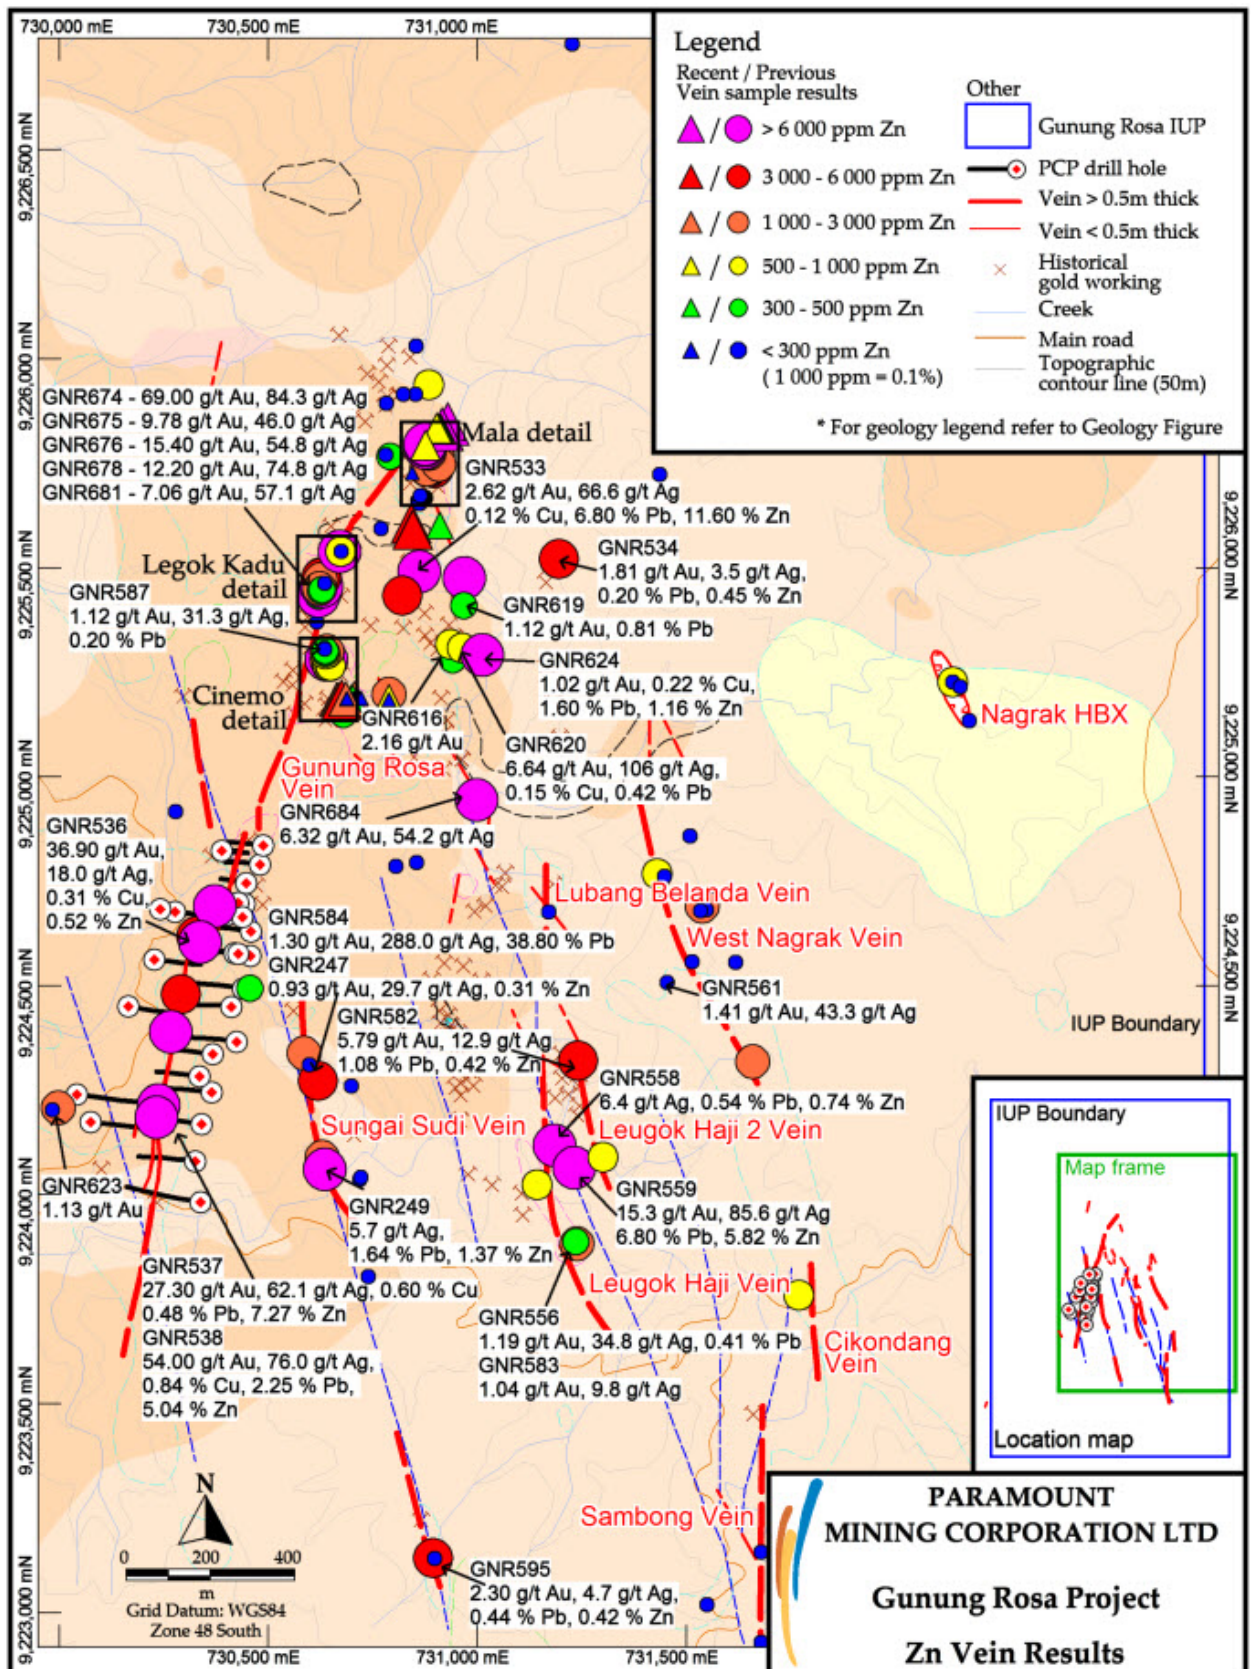 730,000 mE
730,500 mE
731,000 mE
Legend
Recent / Previous
Vein sample results
> 6 000 ppm Zn
3 000 - 6 000 ppm Zn
1 000 - 3 000 ppm Zn
500 - 1 000 ppm Zn
300 - 500 ppm Zn
< 300 ppm Zn
( 1 000 ppm = 0.1%)
Other
Gunung Rosa IUP
PCP drill hole
Vein > 0.5m thick
Vein < 0.5m thick
Historical
gold working
Creek
Main road
Topographic
contour line (50m)
* For geology legend refer to Geology Figure
9,226,500 mN
9,226,000 mN
9,225,500 mN
9,225,000 mN
9,224,500 mN
9,224,000 mN
9,223,500 mN
9,223,000 mN
9,226,000 mN
9,225,000 mN
9,224,500 mN
GNR674 - 69.00 g/t Au, 84.3 g/t Ag
GNR675 - 9.78 g/t Au, 46.0 g/t Ag
GNR676 - 15.40 g/t Au, 54.8 g/t Ag
GNR678 - 12.20 g/t Au, 74.8 g/t Ag
GNR681 - 7.06 g/t Au, 57.1 g/t Ag
Mala detail
GNR533
2.62 g/t Au, 66.6 g/t Ag
0.12 % Cu, 6.80 % Pb, 11.60 % Zn
GNR534
1.81 g/t Au, 3.5 g/t Ag,
0.20 % Pb, 0.45 % Zn
Legok Kadu
detail
GNR587
1.12 g/t Au, 31.3 g/t Ag,
0.20 % Pb
GNR619
1.12 g/t Au, 0.81 % Pb
GNR624
1.02 g/t Au, 0.22 % Cu,
1.60 % Pb, 1.16 % Zn
Cinemo
detail
GNR616
2.16 g/t Au
GNR620
6.64 g/t Au, 106 g/t Ag,
0.15 % Cu, 0.42 % Pb
Nagrak HBX
Gunung Rosa
Vein
GNR684
6.32 g/t Au, 54.2 g/t Ag
GNR536
36.90 g/t Au,
18.0 g/t Ag,
0.31 % Cu,
0.52 % Zn
Lubang Belanda Vein
GNR584
1.30 g/t Au, 288.0 g/t Ag, 38.80 % Pb
West Nagrak Vein
GNR247
0.93 g/t Au, 29.7 g/t Ag, 0.31 % Zn
GNR561
1.41 g/t Au, 43.3 g/t Ag
GNR582
5.79 g/t Au, 12.9 g/t Ag
1.08 % Pb, 0.42 % Zn
IUP Boundary
GNR558
6.4 g/t Ag, 0.54 % Pb, 0.74 % Zn
Sungai Sudi Vein
Leugok Haji 2 Vein
GNR623
1.13 g/t Au
GNR249
5.7 g/t Ag,
1.64 % Pb, 1.37 % Zn
GNR559
15.3 g/t Au, 85.6 g/t Ag
6.80 % Pb, 5.82 % Zn
GNR537
27.30 g/t Au, 62.1 g/t Ag, 0.60 % Cu
0.48 % Pb, 7.27 % Zn
GNR538
54.00 g/t Au, 76.0 g/t Ag,
0.84 % Cu, 2.25 % Pb,
5.04 % Zn
Leugok Haji Vein
GNR556
1.19 g/t Au, 34.8 g/t Ag, 0.41 % Pb
GNR583
1.04 g/t Au, 9.8 g/t Ag
Cikondang
Vein
Sambong Vein
GNR595
2.30 g/t Au, 4.7 g/t Ag,
0.44 % Pb, 0.42 % Zn
IUP Boundary
Map frame
Location map
N
0 200 400
m
Grid Datum: WGS84
Zone 48 South
730,500 mE
731,000 mE
731,500 mE
PARAMOUNT
MINING CORPORATION LTD
Gunung Rosa Project
Zn Vein Results